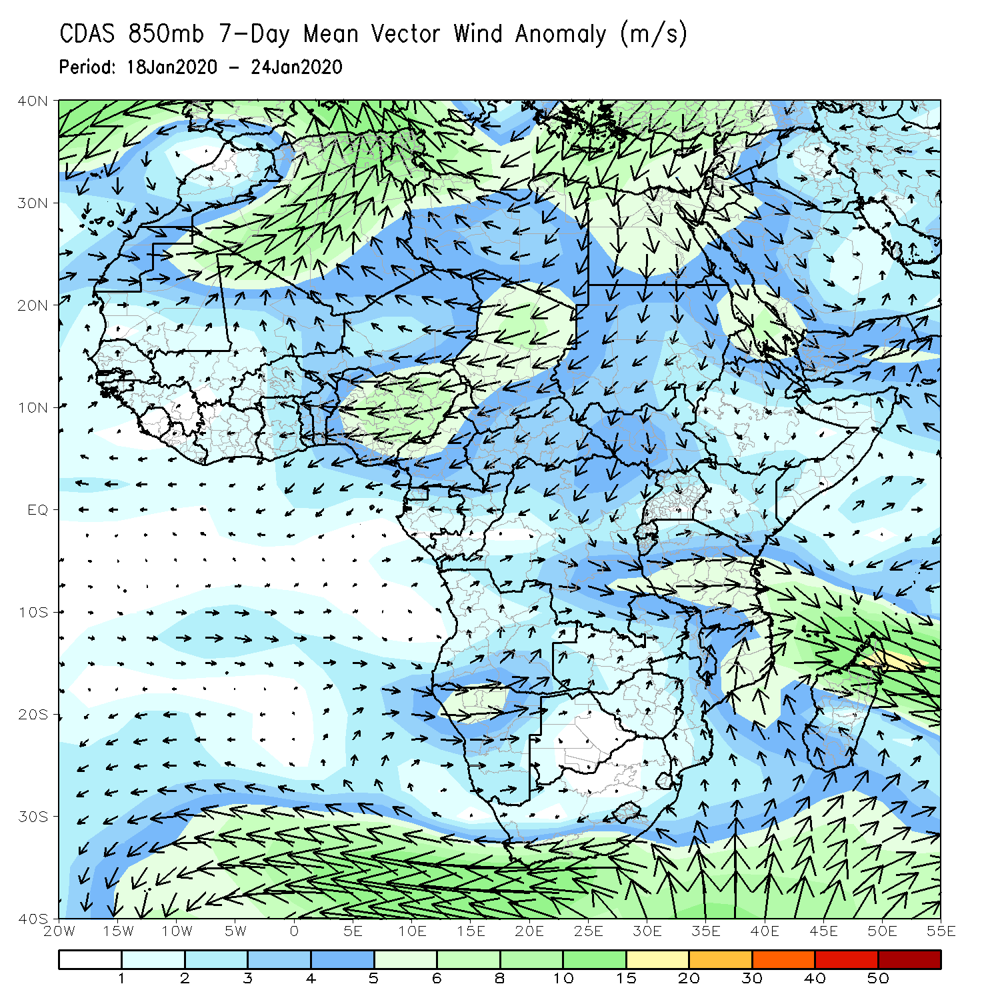 CDAS 850mb 7-Day Mean Vector Wind Anomaly (m/s)
Period: 18Jan2020 - 24Jan2020
40N
30N
20N
10N
EQ
10S
20S
30S
40S
20W 15W 10W 5W 0 5E 10E 15E 20E 25E 30E 35E 40E 45E 50E 55E
1 2 3 4 5 6 8 10 15 20 30 40 50